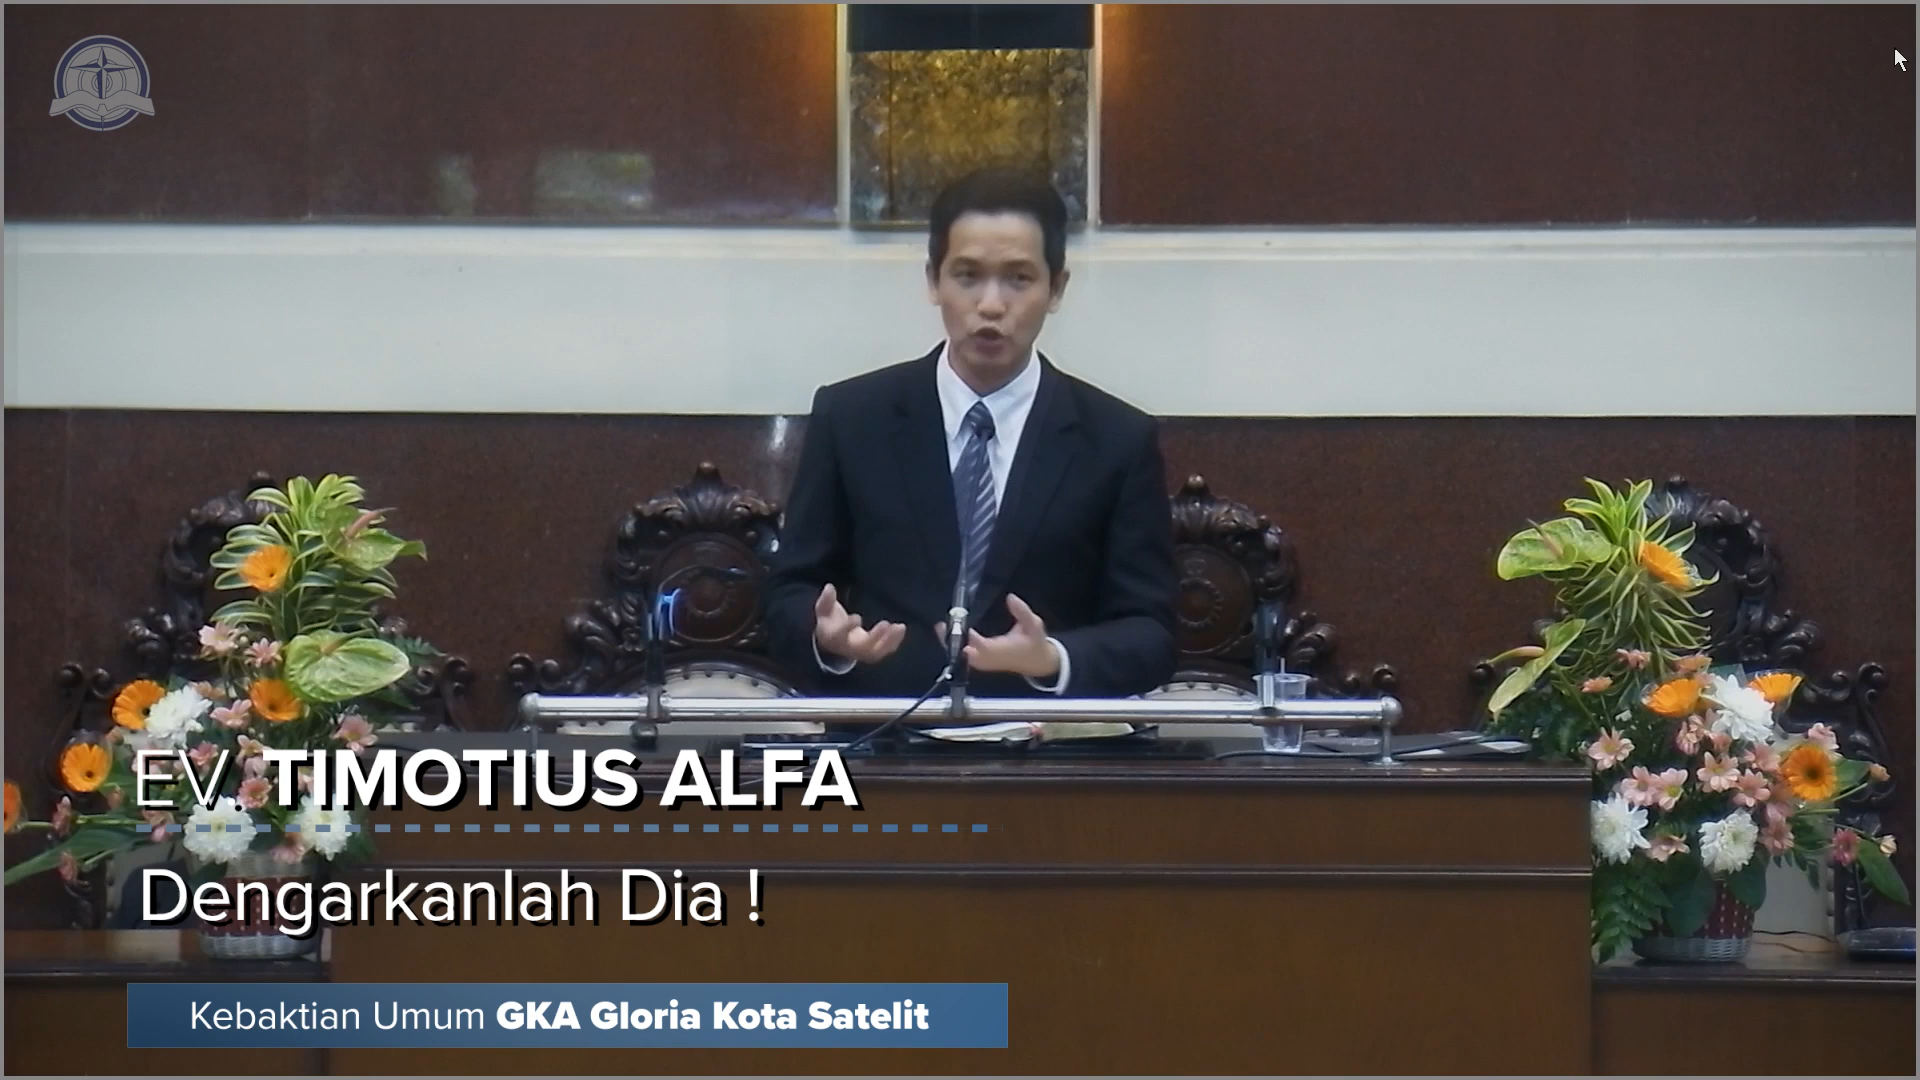 EV. TIMOTIUS ALFA
Dengarkanlah Dia !
Kebaktian Umum GKA Gloria Kota Satelit